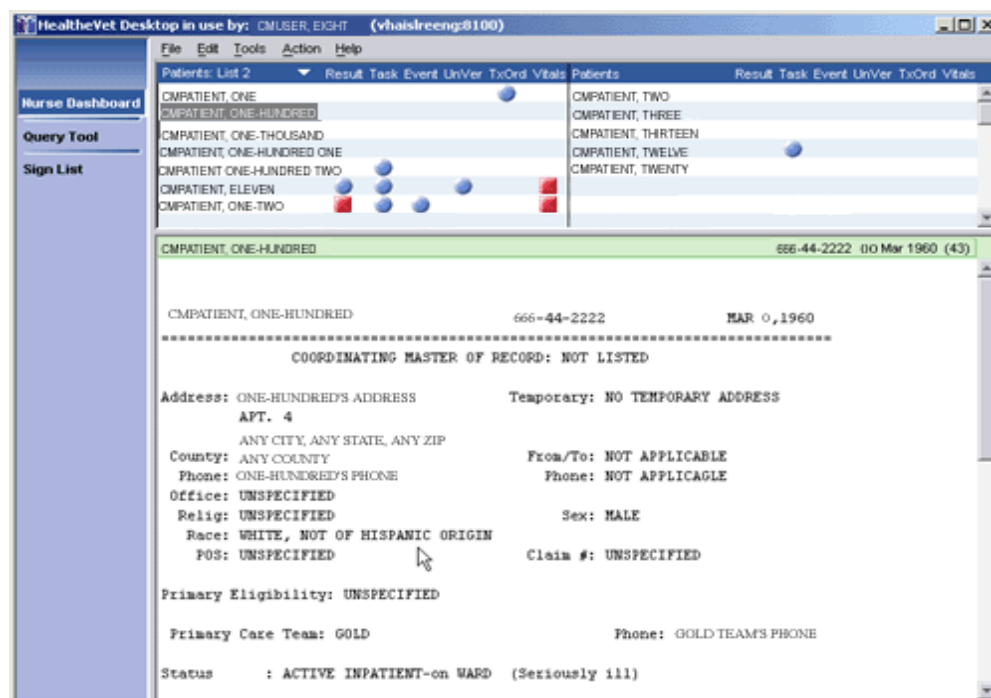 HealtheVet Desktop in use by: CMUSER, EIGHT (vhaislreeng:8100)
File Edit Tools Action Help
Nurse Dashboard
Query Tool
Sign List
Patients: List 2 Result Task Event UnVer TxOrd Vitals
CMPATIENT, ONE
CMPATIENT, ONE-HUNDRED
CMPATIENT, ONE-THOUSAND
CMPATIENT, ONE-HUNDRED ONE
CMPATIENT ONE-HUNDRED TWO
CMPATIENT, ELEVEN
CMPATIENT, ONE-TWO
Patients Result Task Event UnVer TxOrd Vitals
CMPATIENT, TWO
CMPATIENT, THREE
CMPATIENT, THIRTEEN
CMPATIENT, TWELVE
CMPATIENT, TWENTY
CMPATIENT, ONE-HUNDRED 666-44-2222 00 Mar 1960 (43)
CMPATIENT, ONE-HUNDRED 666-44-2222 MAR 0,1960
================================================================================
COORDINATING MASTER OF RECORD: NOT LISTED
Address: ONE-HUNDRED'S ADDRESS Temporary: NO TEMPORARY ADDRESS
APT. 4
ANY CITY, ANY STATE, ANY ZIP
County: ANY COUNTY From/To: NOT APPLICABLE
Phone: ONE-HUNDRED'S PHONE Phone: NOT APPLICAGLE
Office: UNSPECIFIED
Relig: UNSPECIFIED Sex: MALE
Race: WHITE, NOT OF HISPANIC ORIGIN
POS: UNSPECIFIED Claim #: UNSPECIFIED
Primary Eligibility: UNSPECIFIED
Primary Care Team: GOLD Phone: GOLD TEAM'S PHONE
Status : ACTIVE INPATIENT-on WARD (Seriously ill)